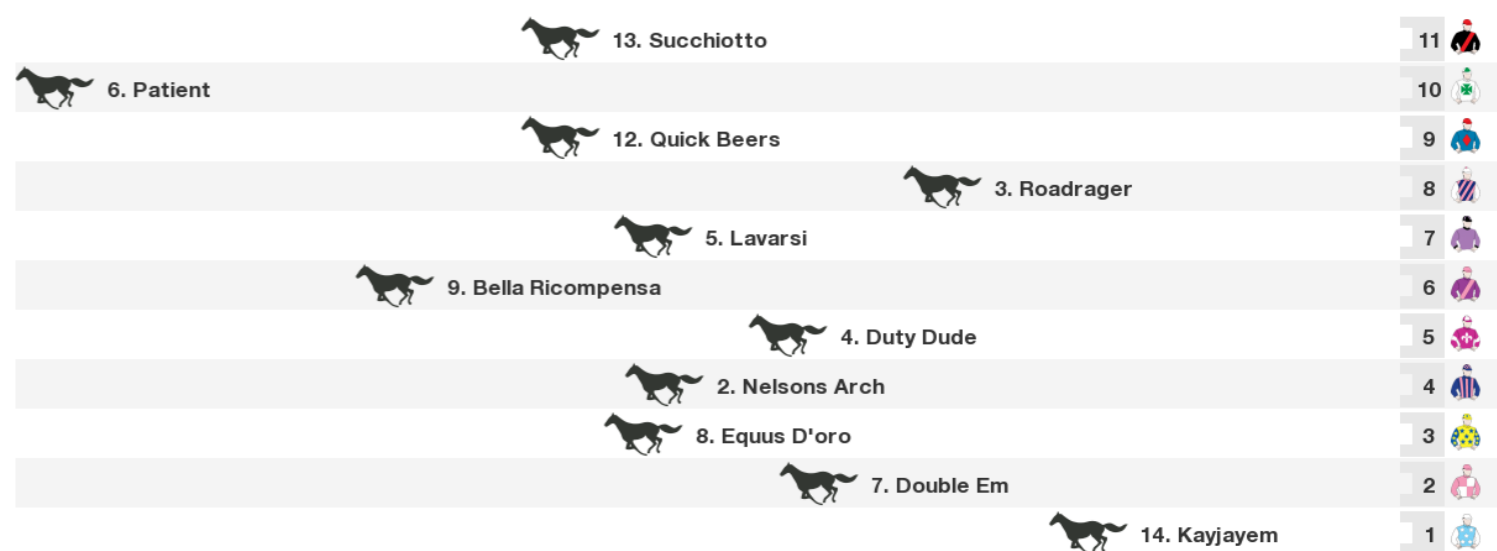 13. Succhiotto 11
6. Patient 10
12. Quick Beers 9
3. Roadrager 8
5. Lavarsi 7
9. Bella Ricompensa 6
4. Duty Dude 5
2. Nelsons Arch 4
8. Equus D'oro 3
7. Double Em 2
14. Kayjayem 1